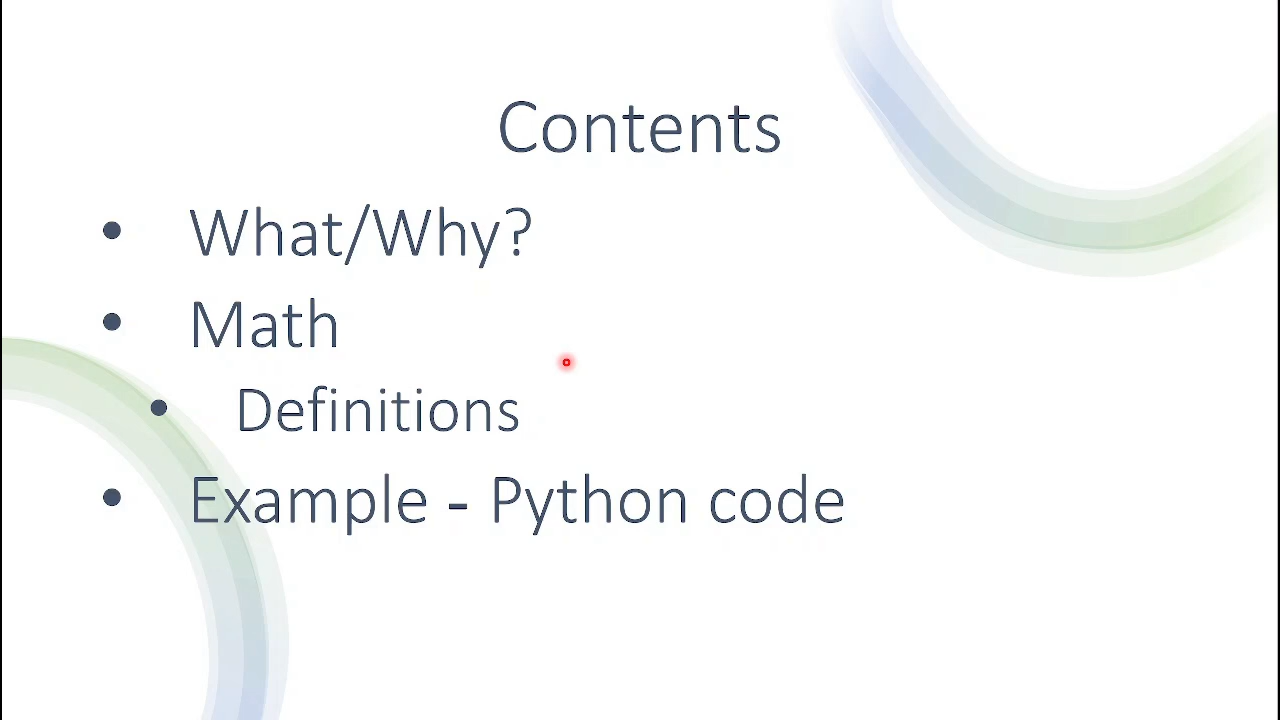 Contents
• What/Why?
• Math
• Definitions
• Example - Python code